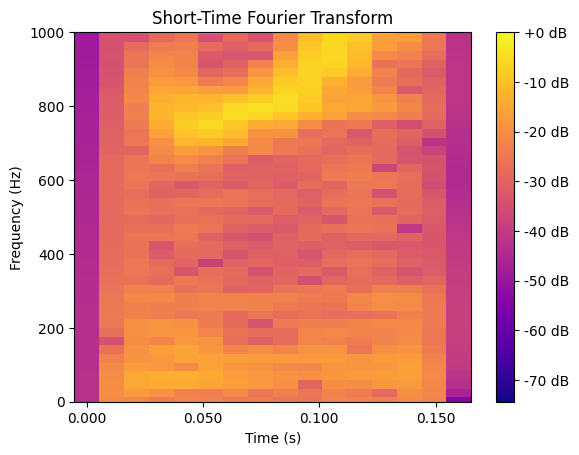 Short-Time Fourier Transform
1000
800
600
400
200
0
Frequency (Hz)
0.000
0.050
0.100
0.150
Time (s)
+0 dB
-10 dB
-20 dB
-30 dB
-40 dB
-50 dB
-60 dB
-70 dB